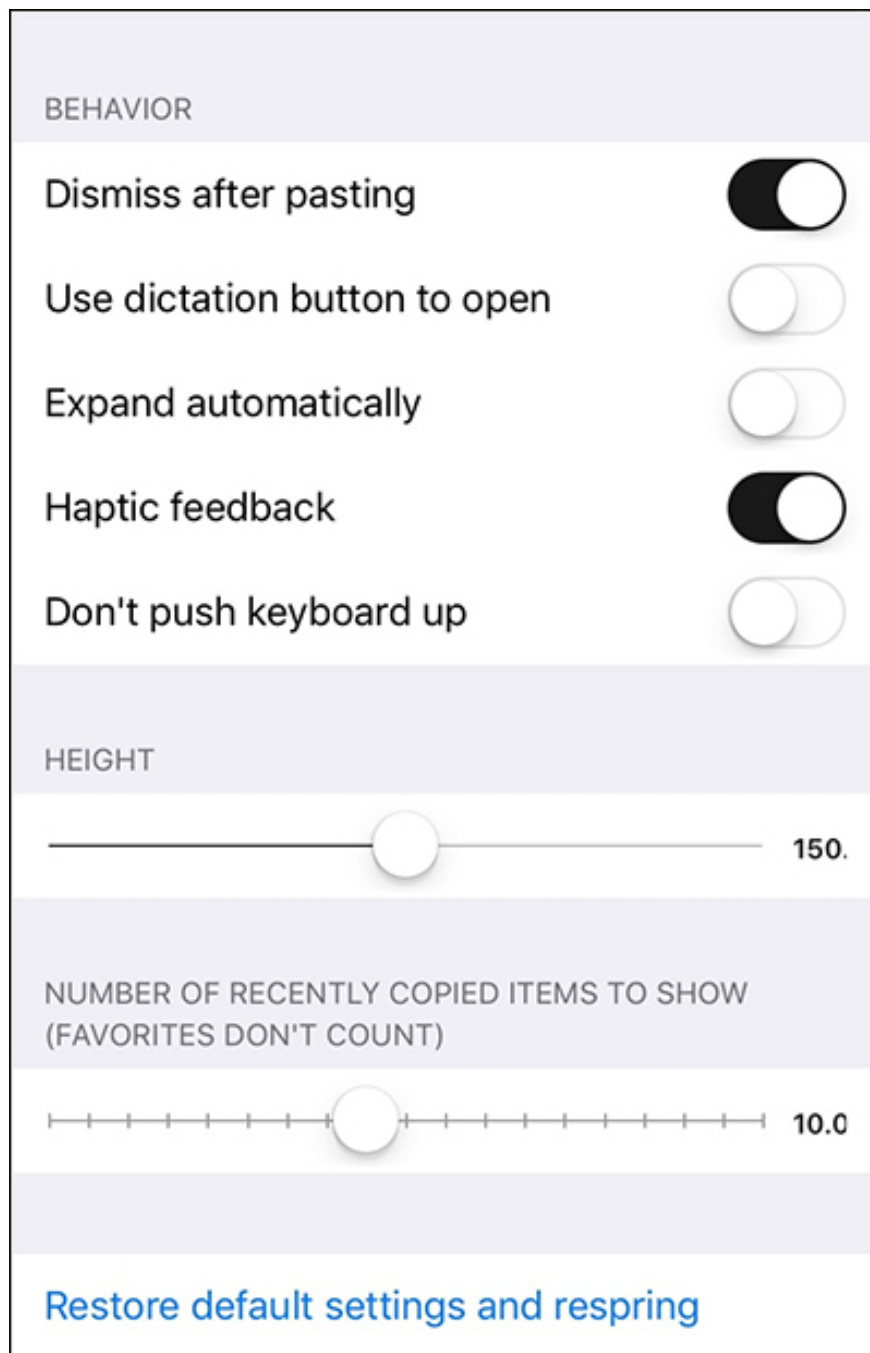 BEHAVIOR
Dismiss after pasting
Use dictation button to open
Expand automatically
Haptic feedback
Don't push keyboard up
HEIGHT
150.
NUMBER OF RECENTLY COPIED ITEMS TO SHOW
(FAVORITES DON'T COUNT)
10.0
Restore default settings and respring